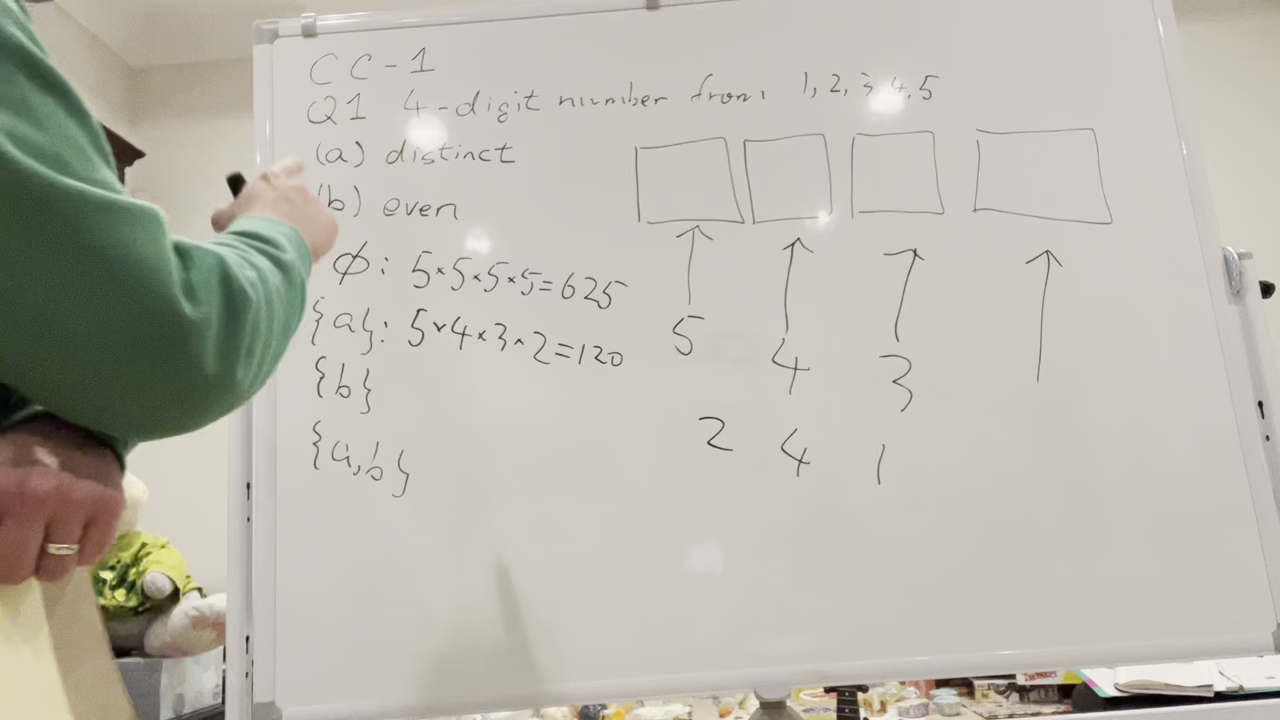 CC-1
Q1 4-digit number from 1, 2, 3, 4, 5
(a) distinct
(b) even
∅: 5×5×5×5=625
{a}: 5×4×3×2=120
{b}
{a,b}
5 4 3
2 4 1